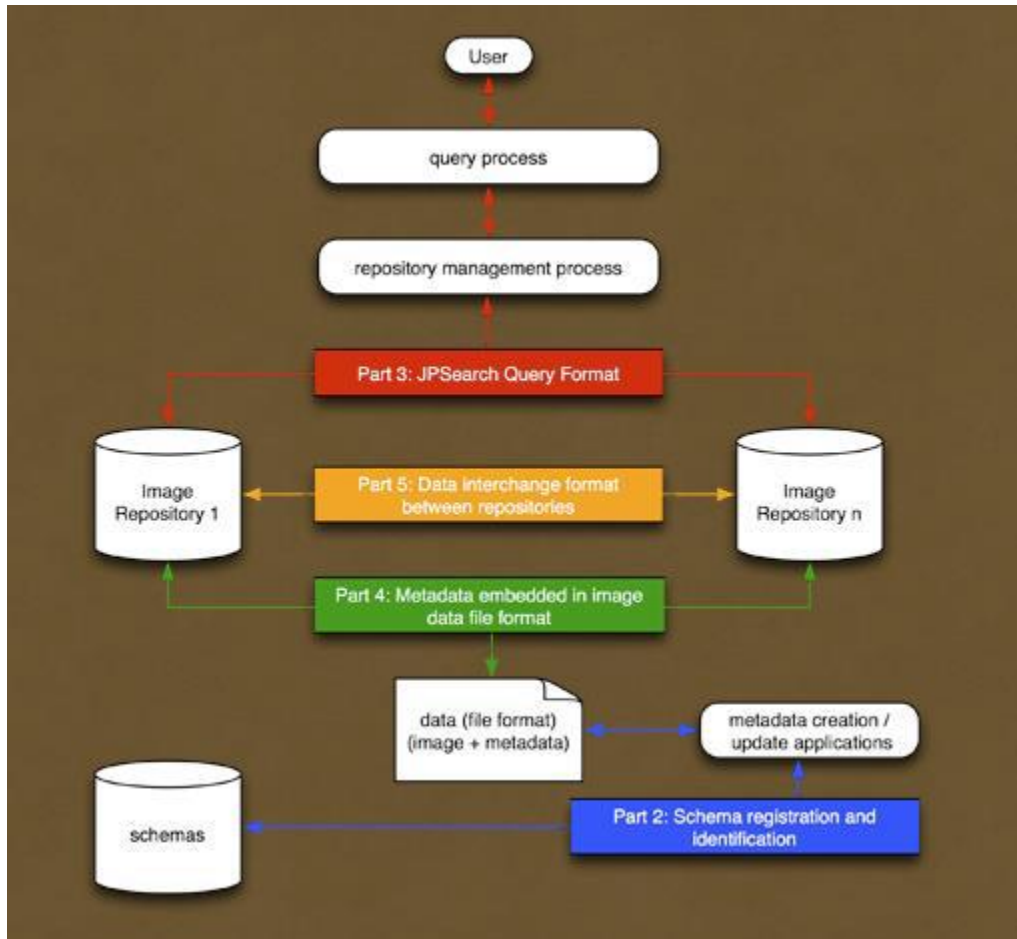 User
query process
repository management process
Part 3: JPSearch Query Format
Image
Repository 1
Part 5: Data interchange format
between repositories
Image
Repository n
Part 4: Metadata embedded in image
data file format
data (file format)
(image + metadata)
metadata creation /
update applications
schemas
Part 2: Schema registration and
identification